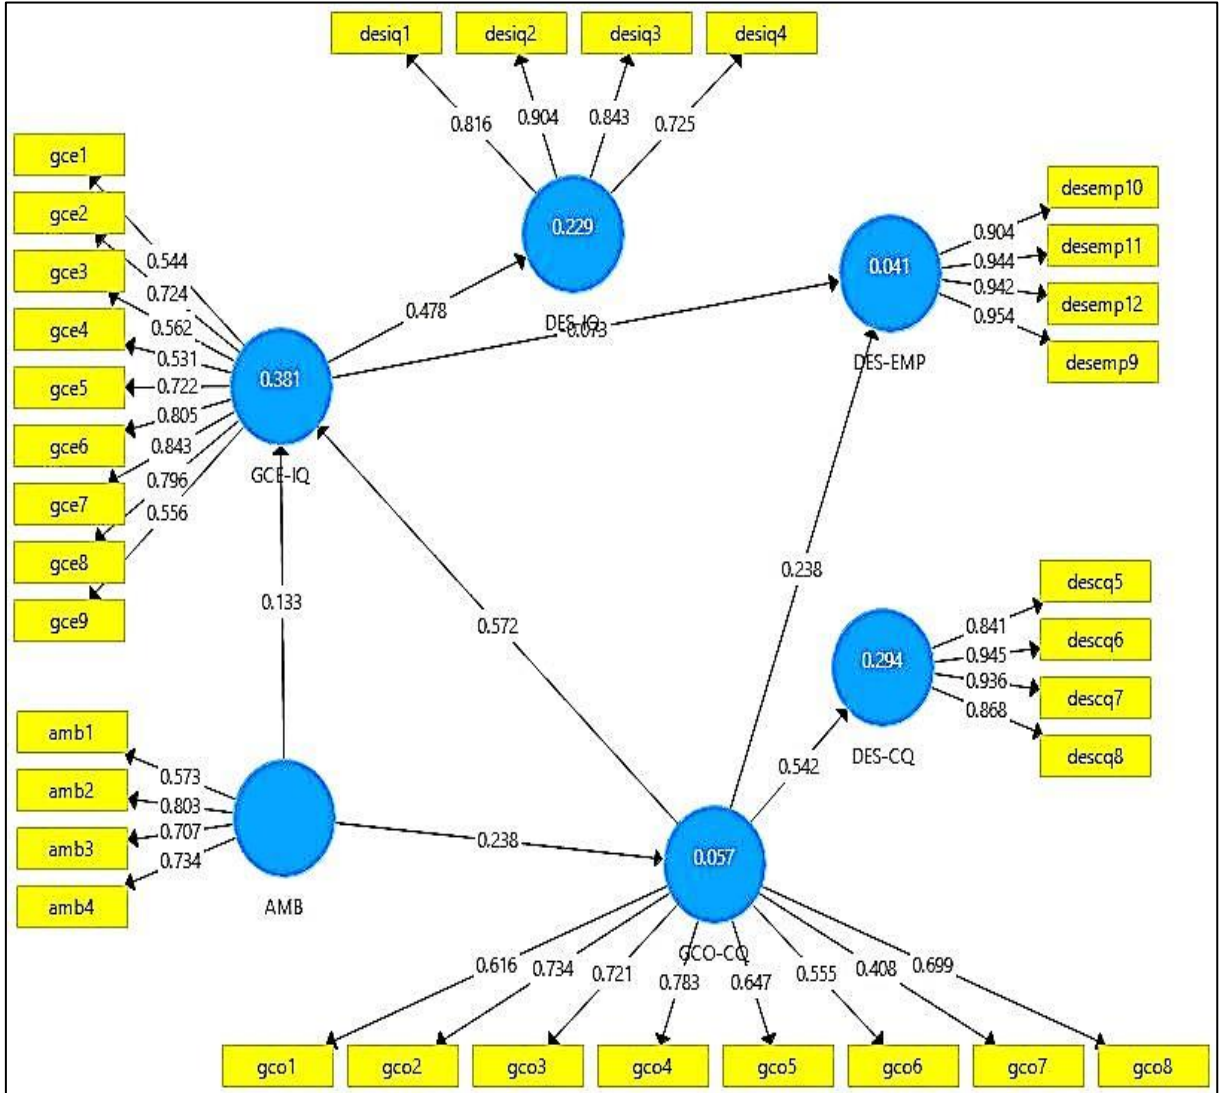 desiq1 desiq2 desiq3 desiq4
0.816 0.904 0.843 0.725
gce1
gce2
gce3
gce4
gce5
gce6
gce7
gce8
gce9
0.544
0.724
0.562
0.531
0.722
0.805
0.843
0.796
0.556
0.381
GCE-IQ
0.229
DES-IQ
0.478
-0.073
0.041
DES-EMP
0.904
0.944
0.942
0.954
desemp10
desemp11
desemp12
desemp9
0.133
0.572
0.238
0.294
DES-CQ
0.542
0.841
0.945
0.936
0.868
descq5
descq6
descq7
descq8
amb1
amb2
amb3
amb4
0.573
0.803
0.707
0.734
AMB
0.238
0.057
GCO-CQ
0.616 0.734 0.721 0.783 0.647 0.555 0.408 0.699
gco1 gco2 gco3 gco4 gco5 gco6 gco7 gco8